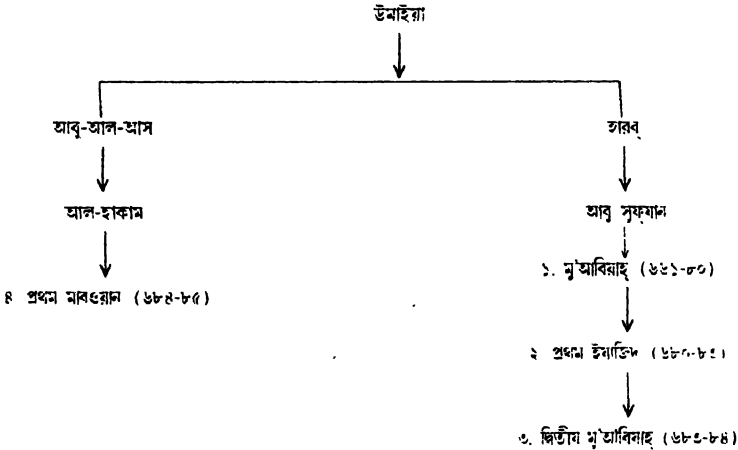 উমাইয়া
আবু-আল-আস
হারব্
আল-হাকাম
আবু সুফ্যান
১. মু'আবিয়াহ্ (৬৬১-৮০)
৪ প্রথম মারওয়ান (৬৮৪-৮৫)
২ প্রথম ইয়াজিদ (৬৮০-৮৩)
৩. দ্বিতীয় মু'আবিয়াহ্ (৬৮৩-৮৪)